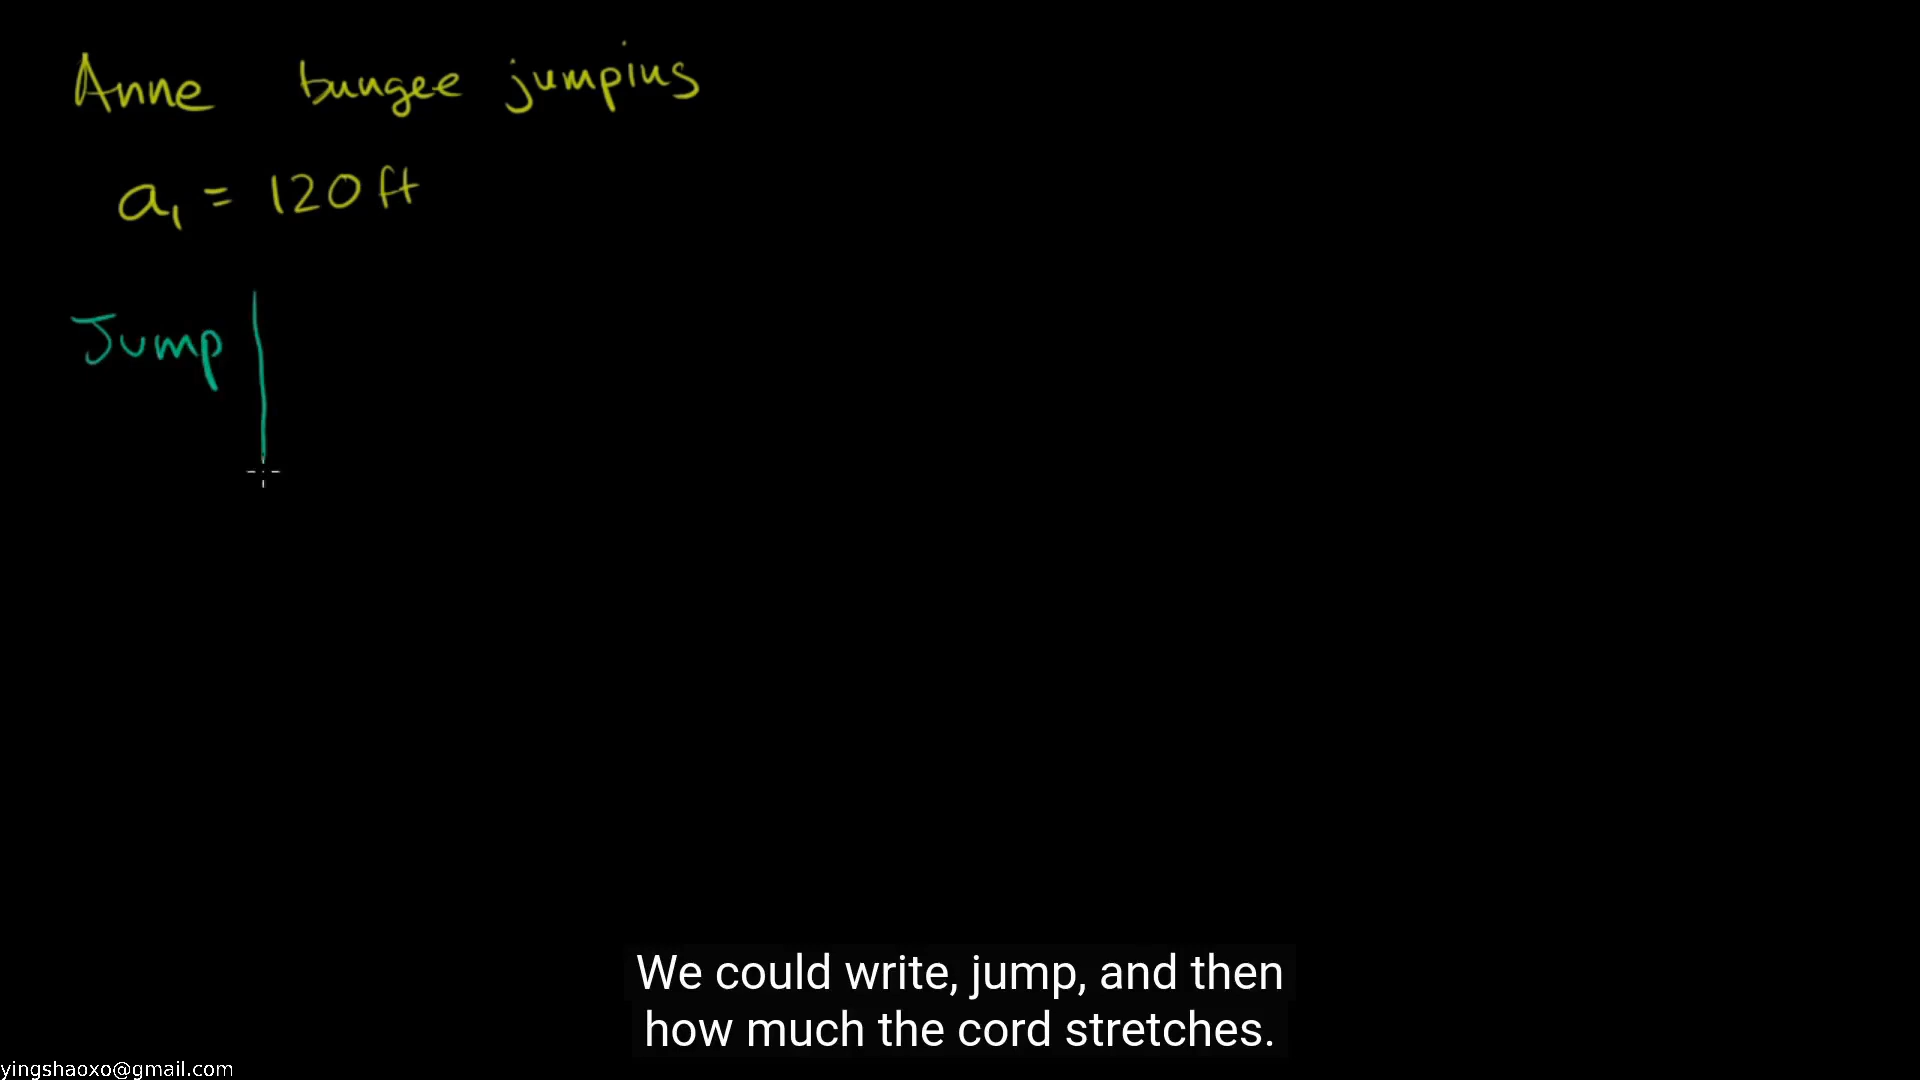 Anne bungee jumping
a₁ = 120 ft
Jump
We could write, jump, and then
how much the cord stretches.
yingshaoxo@gmail.com